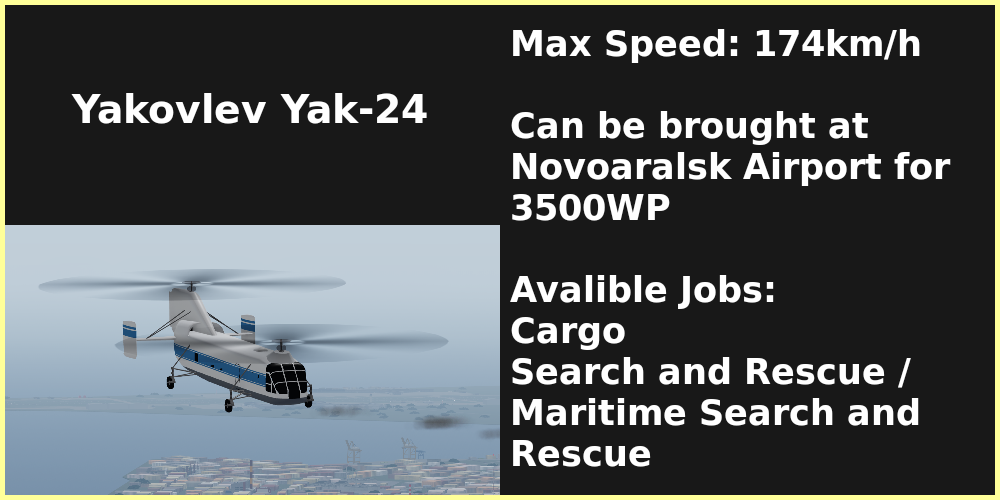 Yakovlev Yak-24
Max Speed: 174km/h
Can be brought at
Novoaralsk Airport for
3500WP
Avalible Jobs:
Cargo
Search and Rescue /
Maritime Search and
Rescue